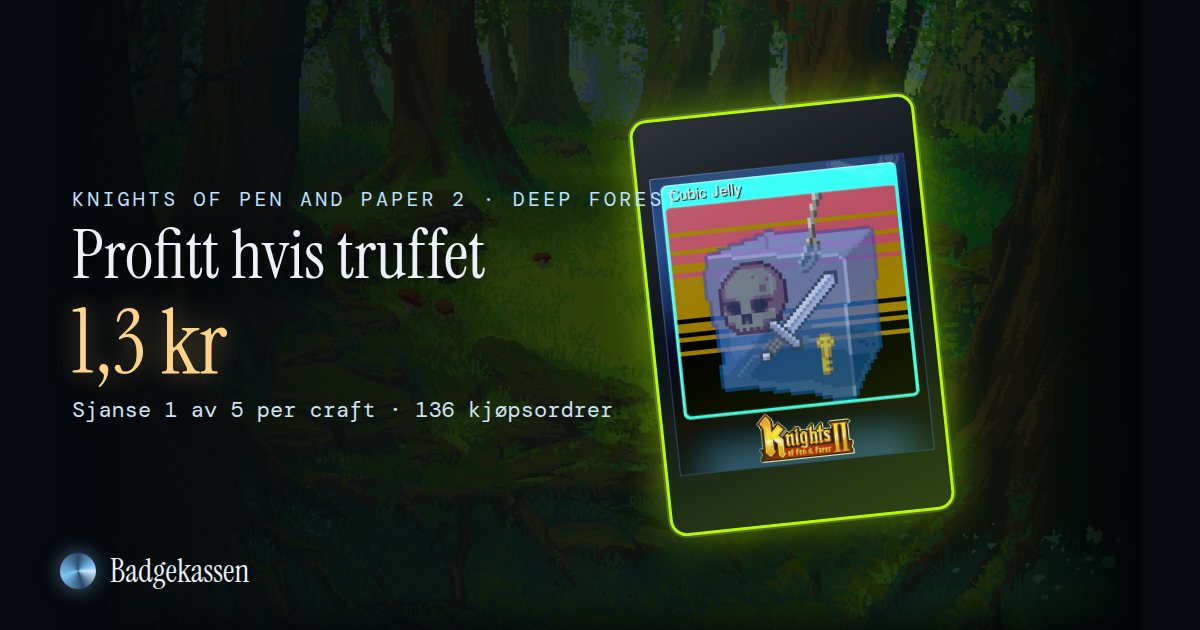 KNIGHTS OF PEN AND PAPER 2 · DEEP FORES
Profitt hvis truffet
1,3 kr
Sjanse 1 av 5 per craft · 136 kjøpsordrer
Badgekassen
Cubic Jelly
Knights II
of Pen & Paper